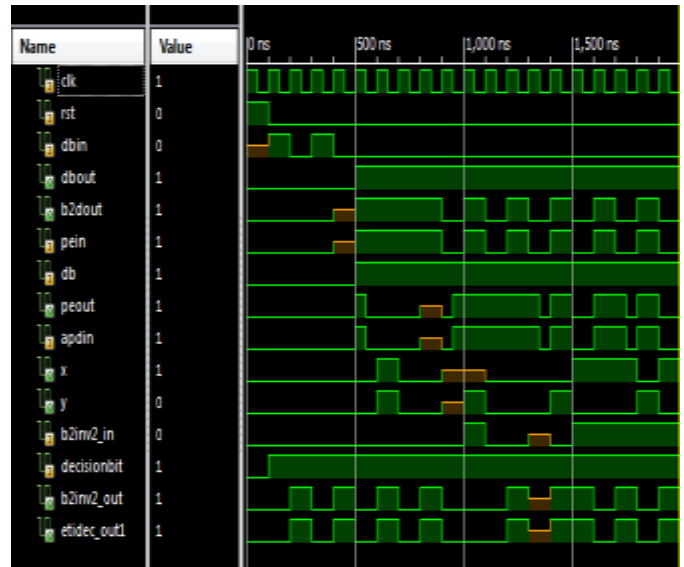 Name Value 0 ns 500 ns 1,000 ns 1,500 ns
clk 1
rst 0
dbin 0
dbout 1
b2dout 1
pein 1
db 1
peout 1
apdin 1
x 1
y 0
b2inv2_in 0
decisionbit 1
b2inv2_out 1
etidec_out1 1